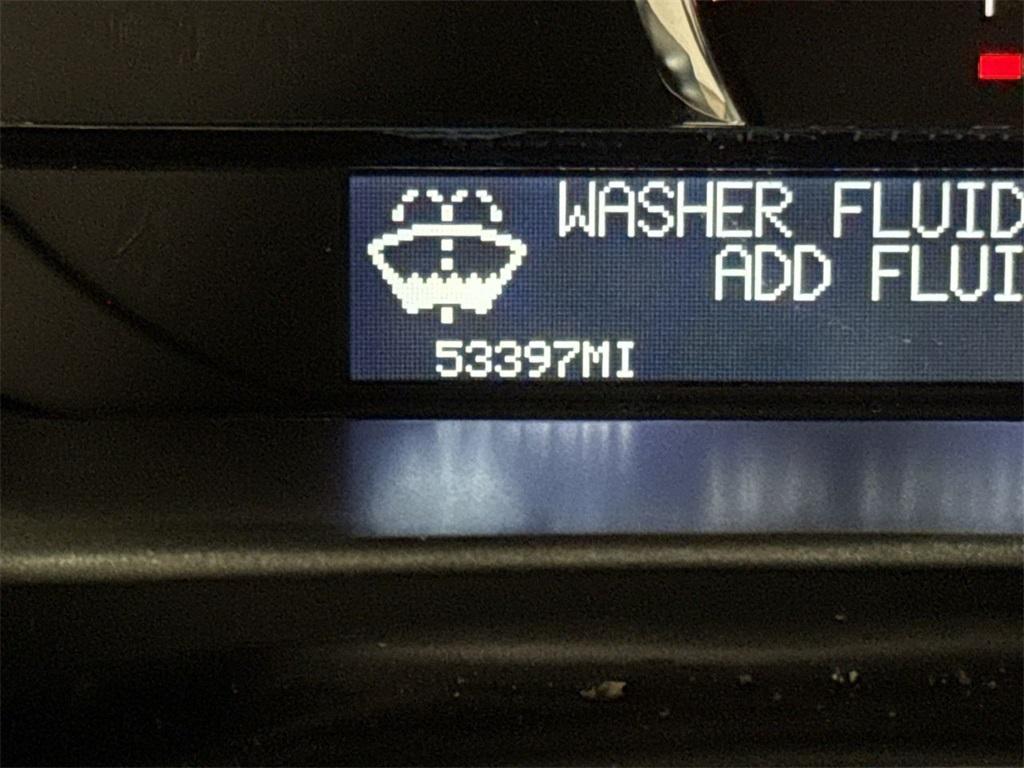 WASHER FLUID
ADD FLUI
53397MI